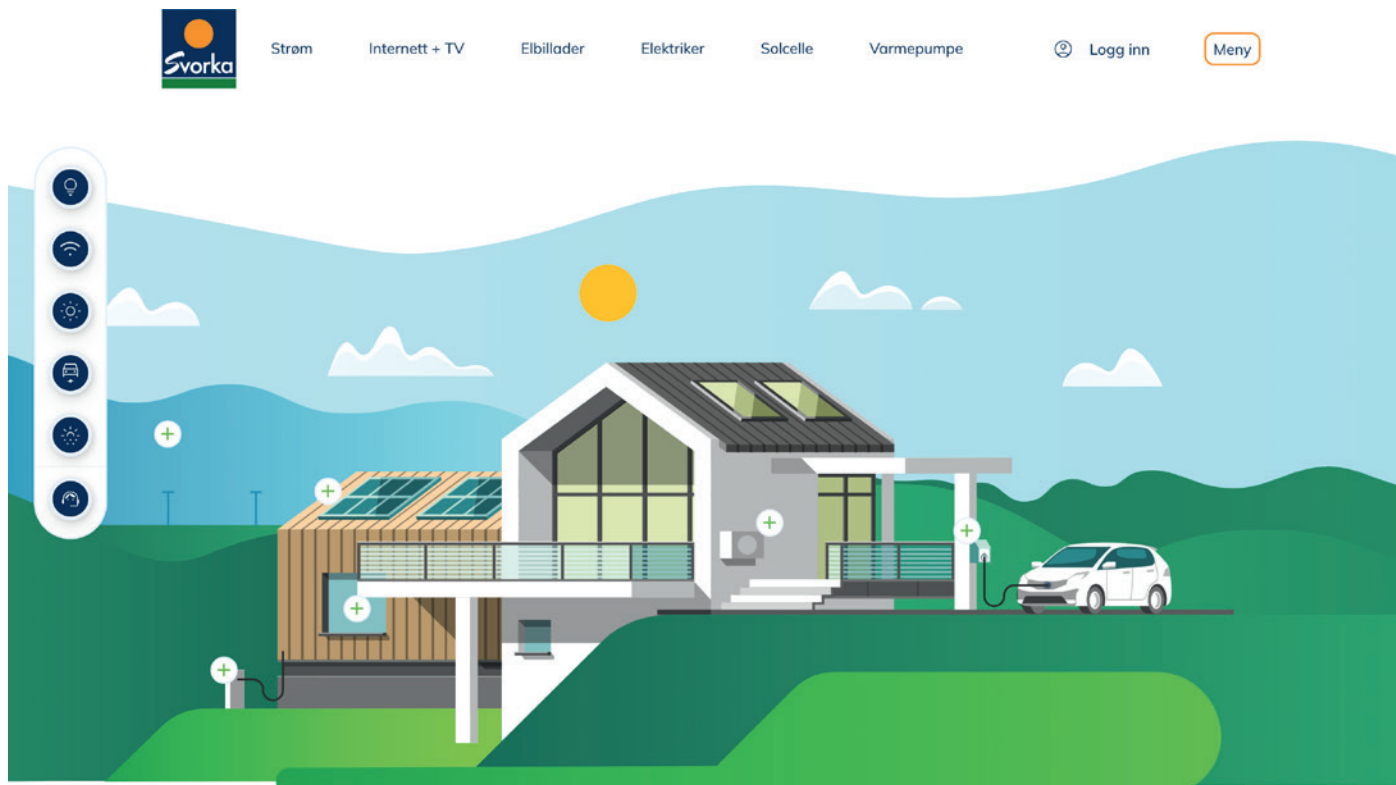 Svorka
Strøm
Internett + TV
Elbillader
Elektriker
Solcelle
Varmepumpe
Logg inn
Meny